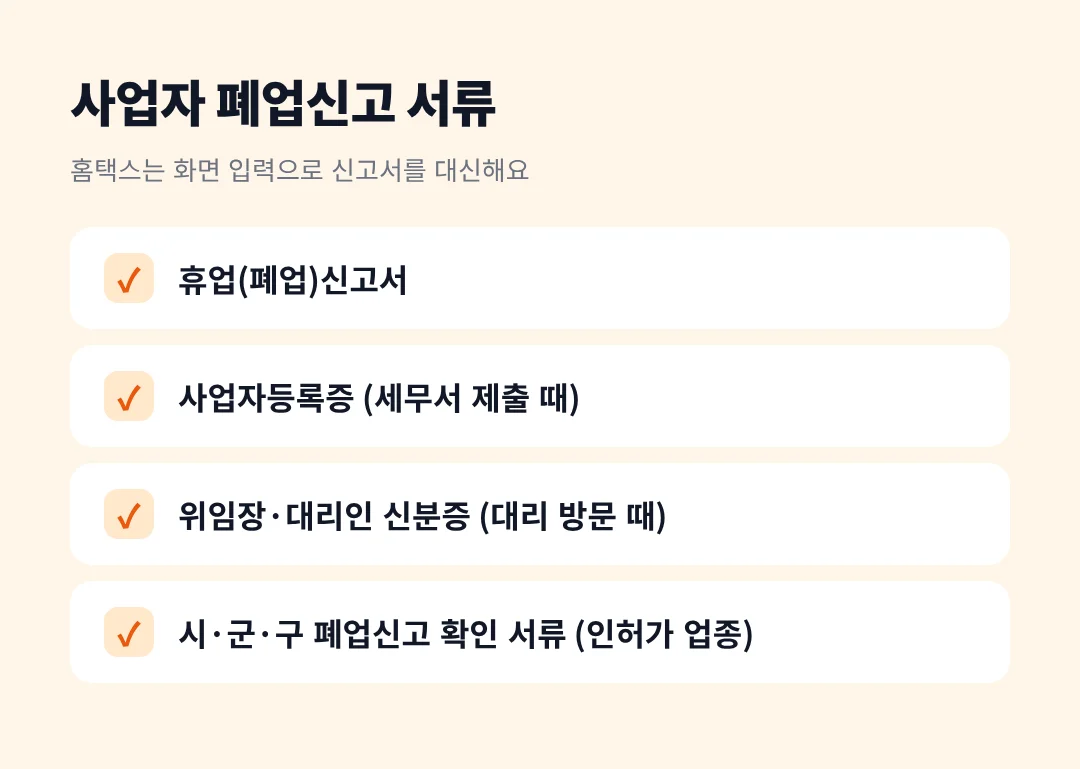 사업자 폐업신고 서류
홈택스는 화면 입력으로 신고서를 대신해요
휴업(폐업)신고서
사업자등록증 (세무서 제출 때)
위임장·대리인 신분증 (대리 방문 때)
시·군·구 폐업신고 확인 서류 (인허가 업종)